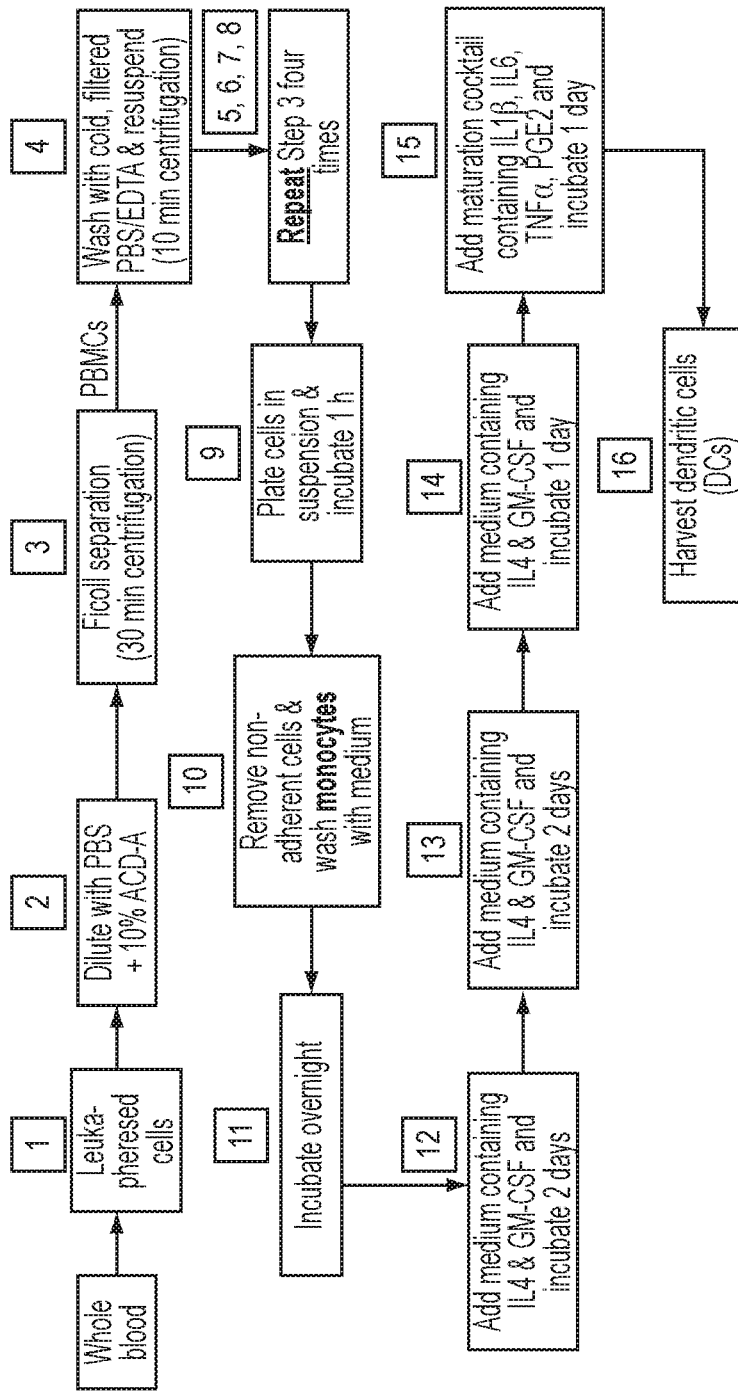 Whole
blood
1
Leuka-
pheresed
cells
2
Dilute with PBS
+ 10% ACD-A
3
Ficoll separation
(30 min centrifugation)
PBMCs
4
Wash with cold, filtered
PBS/EDTA & resuspend
(10 min centrifugation)
5, 6, 7, 8
Repeat Step 3 four
times
9
Plate cells in
suspension &
incubate 1 h
10
Remove non-
adherent cells &
wash monocytes
with medium
11
Incubate overnight
12
Add medium containing
IL4 & GM-CSF and
incubate 2 days
13
Add medium containing
IL4 & GM-CSF and
incubate 2 days
14
Add medium containing
IL4 & GM-CSF and
incubate 1 day
15
Add maturation cocktail
containing IL1β, IL6,
TNFα, PGE2 and
incubate 1 day
16
Harvest dendritic cells
(DCs)